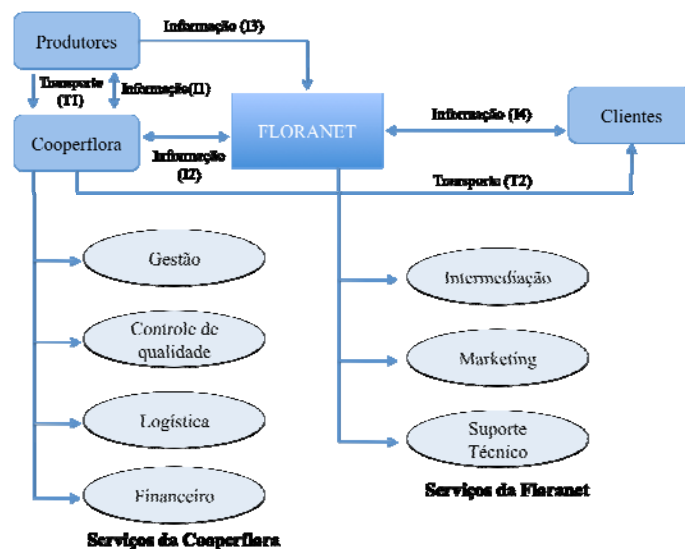 Informação (I3)
Produtores
Transporte
(T1)
Informação(I1)
FLORANET
Informação (I4)
Clientes
Cooperflora
Informação
(I2)
Transporte (T2)
Gestão
Intermediação
Controle de
qualidade
Marketing
Logística
Suporte
Técnico
Financeiro
Serviços da Floranet
Serviços da Cooperflora